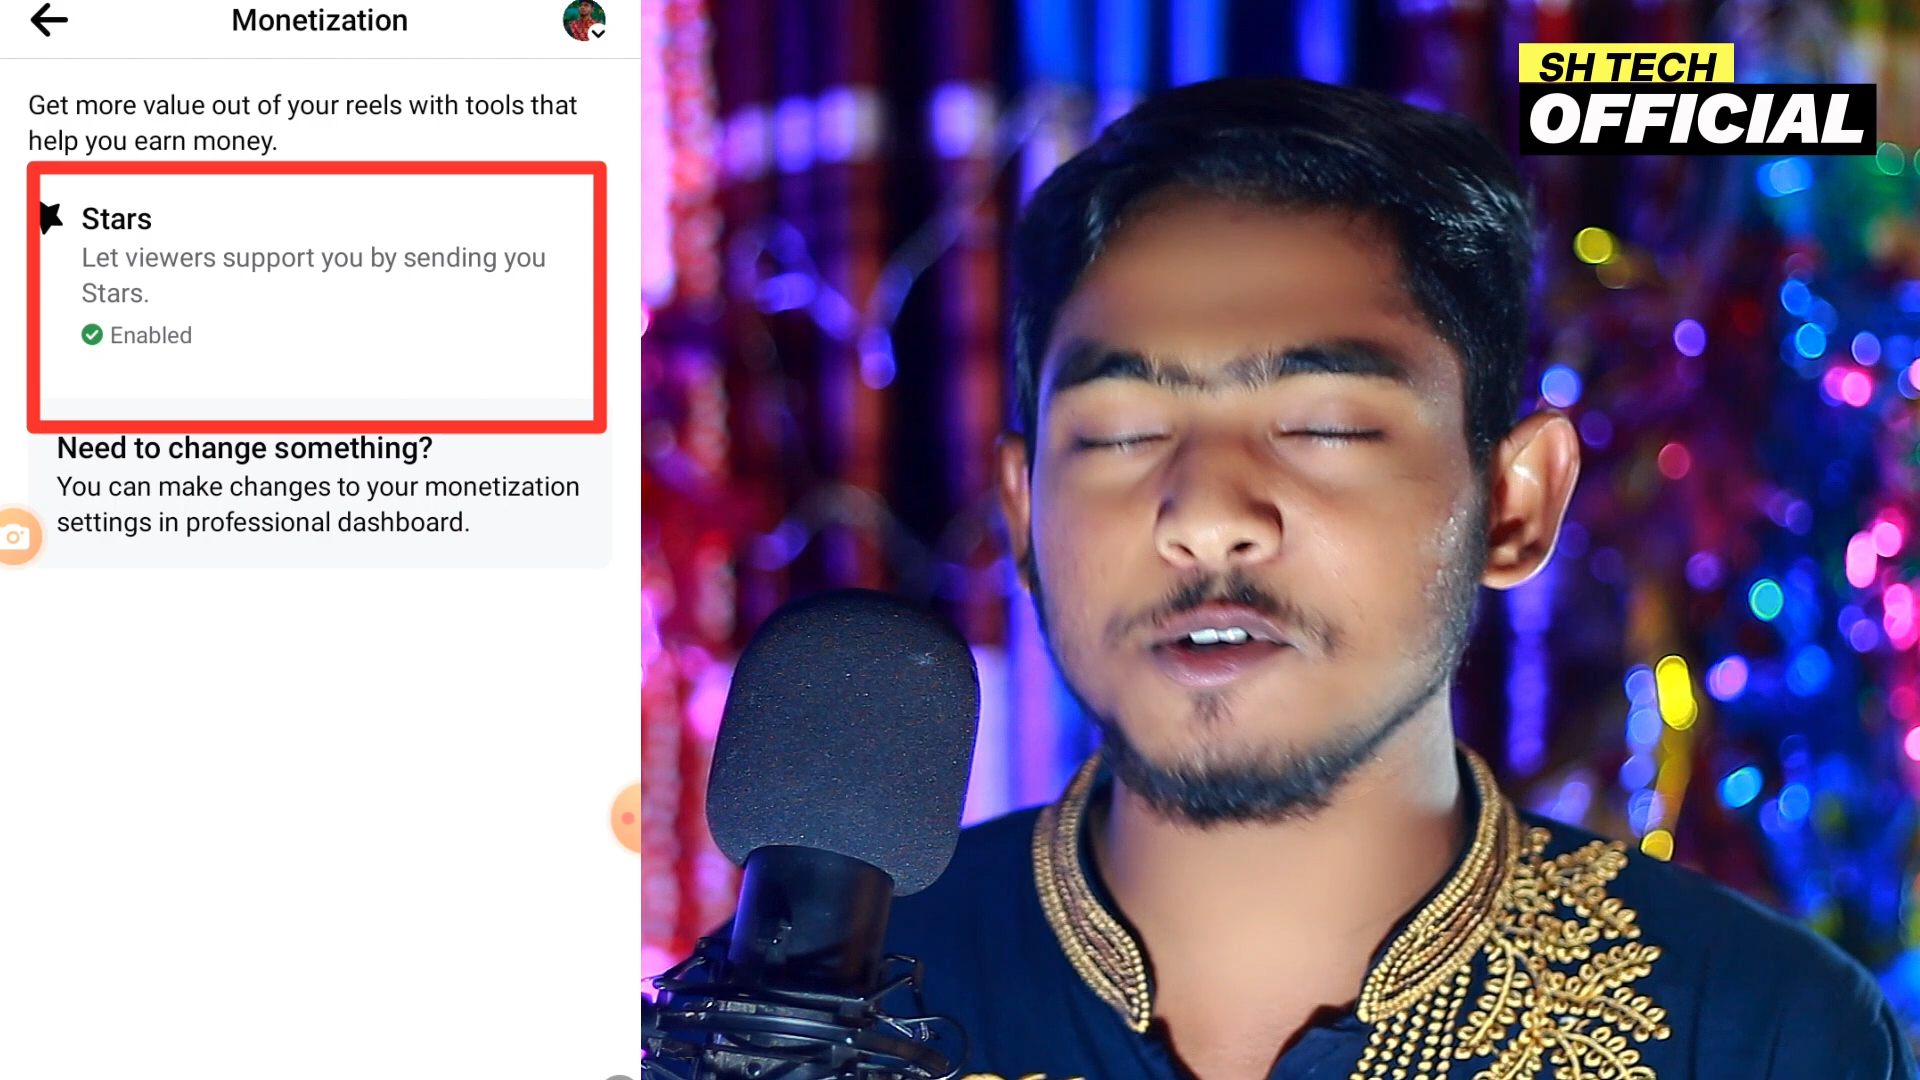 Monetization
Get more value out of your reels with tools that
help you earn money.
Stars
Let viewers support you by sending you
Stars.
Enabled
Need to change something?
You can make changes to your monetization
settings in professional dashboard.
SH TECH
OFFICIAL